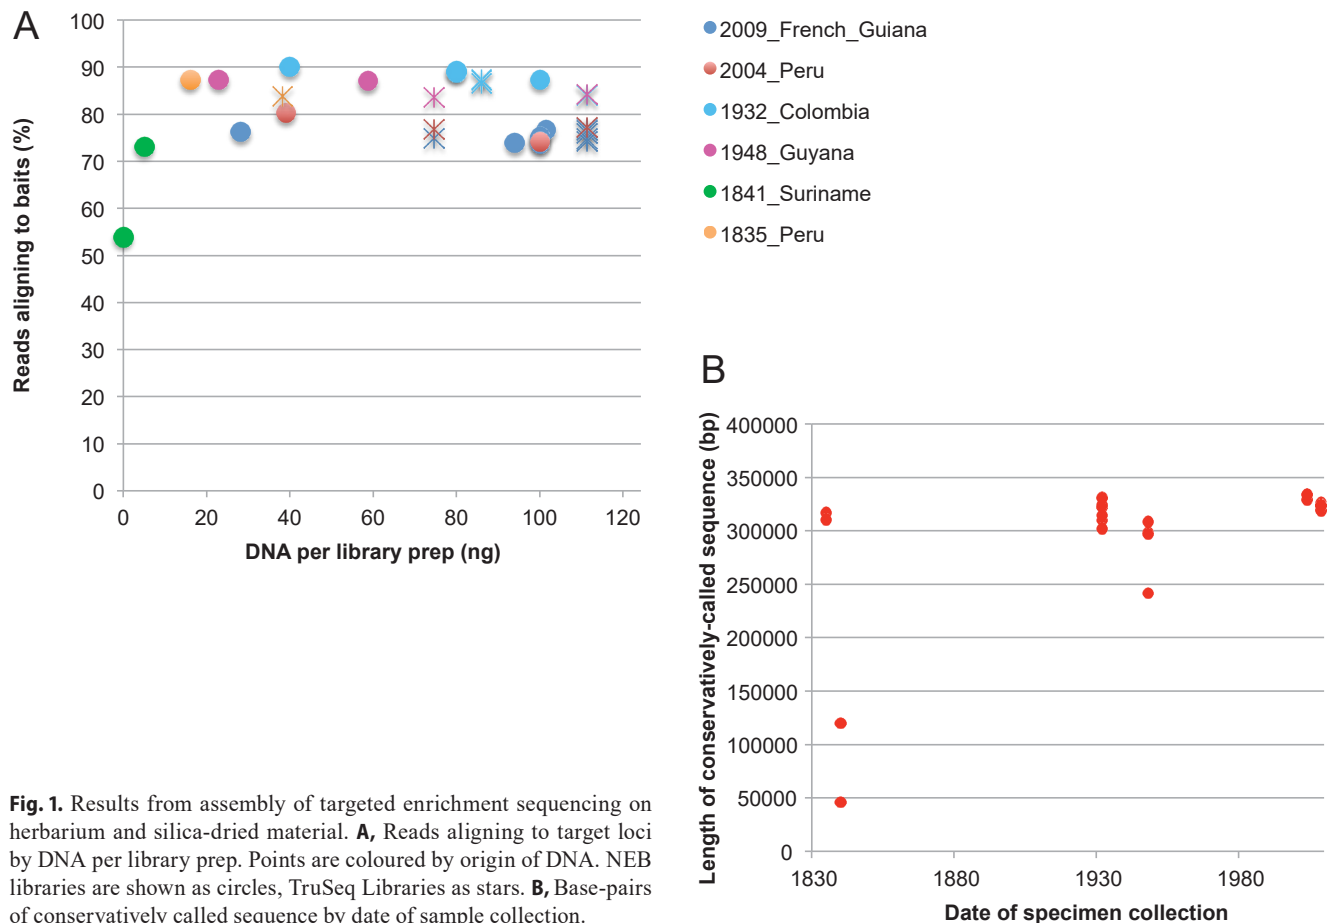 A
100
90
80
70
60
50
40
30
20
10
0
Reads aligning to baits (%)
0 20 40 60 80 100 120
DNA per library prep (ng)
2009_French_Guiana
2004_Peru
1932_Colombia
1948_Guyana
1841_Suriname
1835_Peru
B
400000
350000
300000
250000
200000
150000
100000
50000
0
Length of conservatively-called sequence (bp)
1830 1880 1930 1980
Date of specimen collection
Fig. 1. Results from assembly of targeted enrichment sequencing on
herbarium and silica-dried material. A, Reads aligning to target loci
by DNA per library prep. Points are coloured by origin of DNA. NEB
libraries are shown as circles, TruSeq Libraries as stars. B, Base-pairs
of conservatively called sequence by date of sample collection.